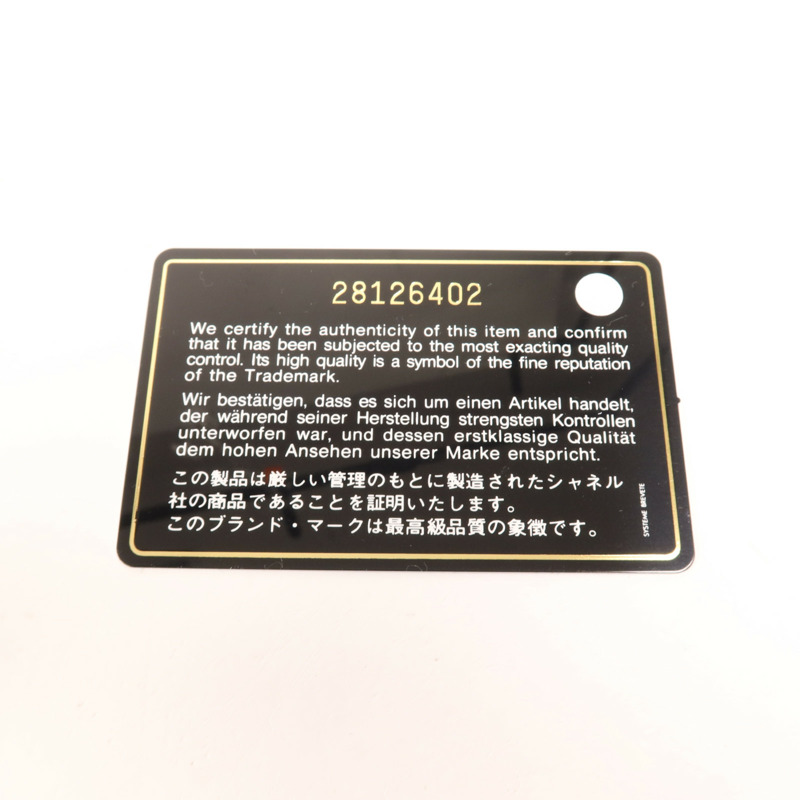 28126402
We certify the authenticity of this item and confirm
that it has been subjected to the most exacting quality
control. Its high quality is a symbol of the fine reputation
of the Trademark.
Wir bestätigen, dass es sich um einen Artikel handelt,
der während seiner Herstellung strengsten Kontrollen
unterworfen war, und dessen erstklassige Qualität
dem hohen Ansehen unserer Marke entspricht.
この製品は厳しい管理のもとに製造されたシャネル
社の商品であることを証明いたします。
このブランド・マークは最高級品質の象徴です。
SYSTEME BREVETE